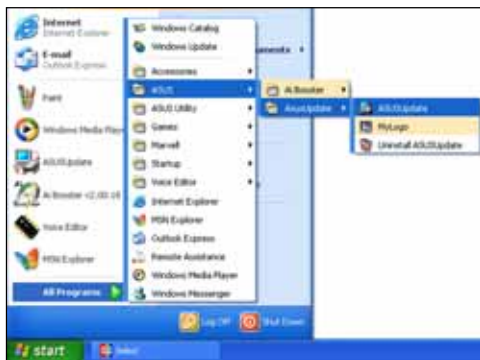 Internet
Internet Explorer
E-mail
Outlook Express
Paint
Windows Media Play
ASUSUpdate
Ai Booster v2.00.16
Voice Editor
MSN Explorer
All Programs
Windows Catalog
Windows Update
Accessories
ASUS
ASUS Utility
Games
Marvell
Startup
Voice Editor
Internet Explorer
MSN Explorer
Outlook Express
Remote Assistance
Windows Media Player
Windows Messenger
uments
Ai Booster
AsusUpdate
ASUSUpdate
MyLogo
Uninstall ASUSUpdate
Log Off
Shut Down
start